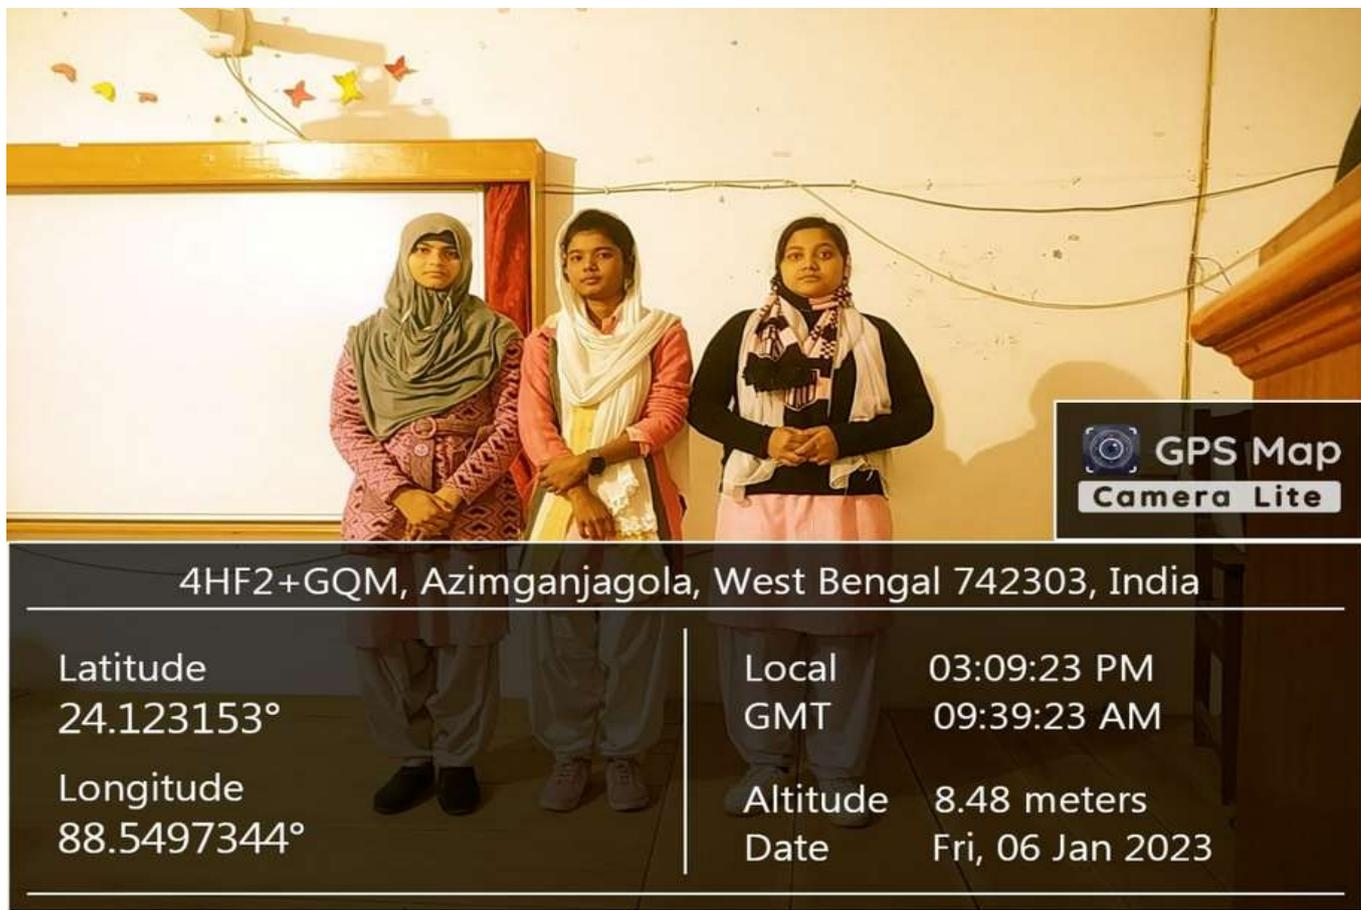 GPS Map
Camera Lite
4HF2+GQM, Azimganjagola, West Bengal 742303, India
Latitude
24.123153°
Longitude
88.5497344°
Local 03:09:23 PM
GMT 09:39:23 AM
Altitude 8.48 meters
Date Fri, 06 Jan 2023